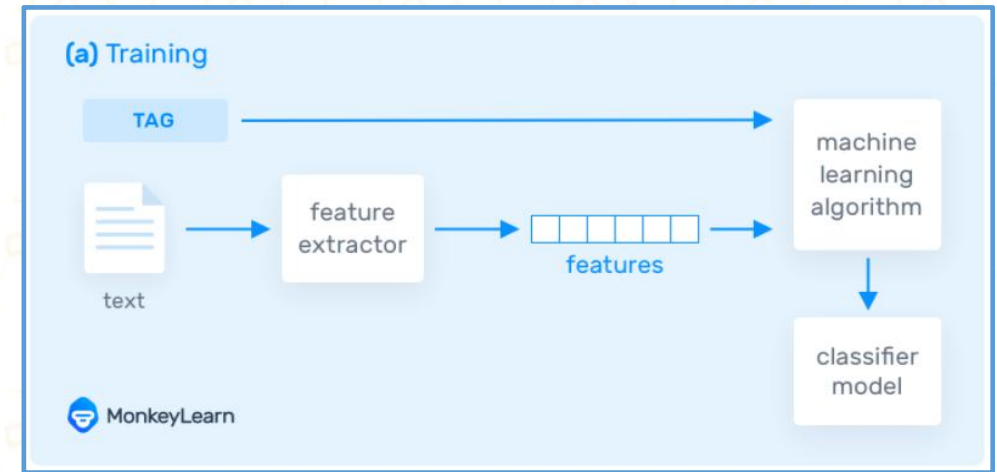 (a) Training
TAG
text
feature
extractor
features
machine
learning
algorithm
classifier
model
MonkeyLearn